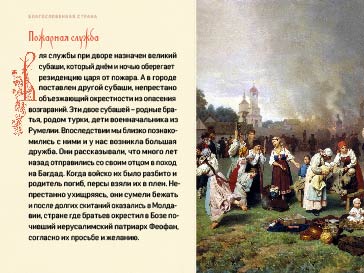 БЛАГОСЛОВЕННАЯ СТРАНА
Пожарная служба
Для службы при дворе назначен великий
субаши, который днём и ночью оберегает
резиденцию царя от пожара. А в городе
поставлен другой субаши, непрестанно
объезжающий окрестности из опасения
возгараний. Эти двое субашей – родные бра-
тья, родом турки, дети военначальника из
Румелии. Впоследствии мы близко познако-
мились с ними и у нас возникла большая
дружба. Они рассказывали, что много лет
назад отправились со своим отцом в поход
на Багдад. Когда войско их было разбито и
родитель погиб, персы взяли их в плен. Не-
престанно ухищряясь, они сумели бежать
и после долгих скитаний оказались в Молда-
вии, стране где братьев окрестил в Бозе по-
чивший иерусалимский патриарх Феофан,
согласно их просьбе и желанию.